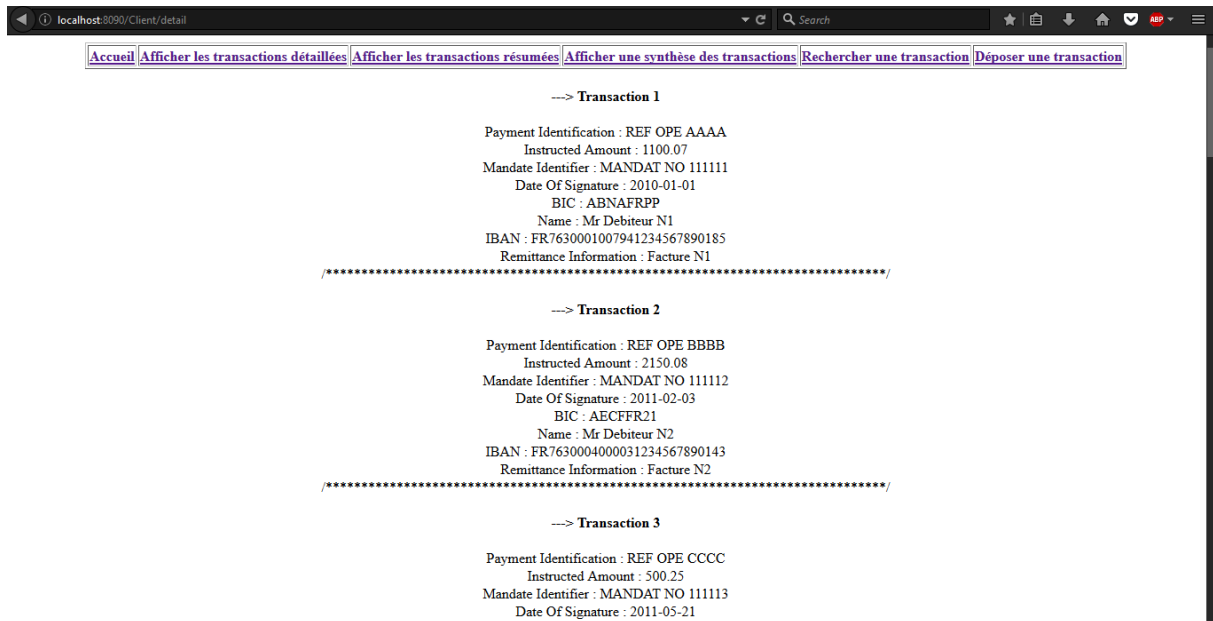 localhost:8090/Client/detail
Search
ABP
Accueil Afficher les transactions détaillées Afficher les transactions résumées Afficher une synthèse des transactions Rechercher une transaction Déposer une transaction
---> Transaction 1
Payment Identification : REF OPE AAAA
Instructed Amount : 1100.07
Mandate Identifier : MANDAT NO 111111
Date Of Signature : 2010-01-01
BIC : ABNAFRPP
Name : Mr Debiteur N1
IBAN : FR7630001007941234567890185
Remittance Information : Facture N1
/*******************************************************************************/
---> Transaction 2
Payment Identification : REF OPE BBBB
Instructed Amount : 2150.08
Mandate Identifier : MANDAT NO 111112
Date Of Signature : 2011-02-03
BIC : AECFFR21
Name : Mr Debiteur N2
IBAN : FR7630004000031234567890143
Remittance Information : Facture N2
/*******************************************************************************/
---> Transaction 3
Payment Identification : REF OPE CCCC
Instructed Amount : 500.25
Mandate Identifier : MANDAT NO 111113
Date Of Signature : 2011-05-21